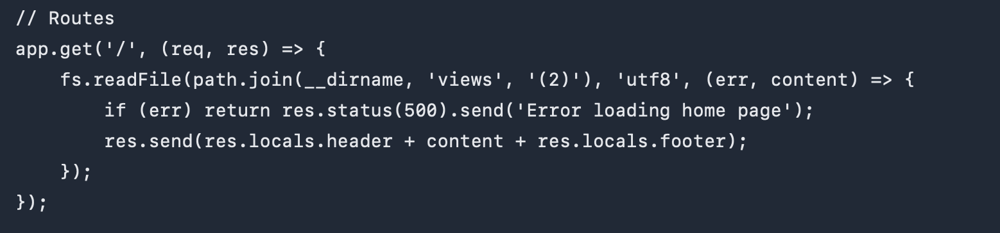 // Routes
app.get('/', (req, res) => {
    fs.readFile(path.join(__dirname, 'views', '(2)'), 'utf8', (err, content) => {
        if (err) return res.status(500).send('Error loading home page');
        res.send(res.locals.header + content + res.locals.footer);
    });
});